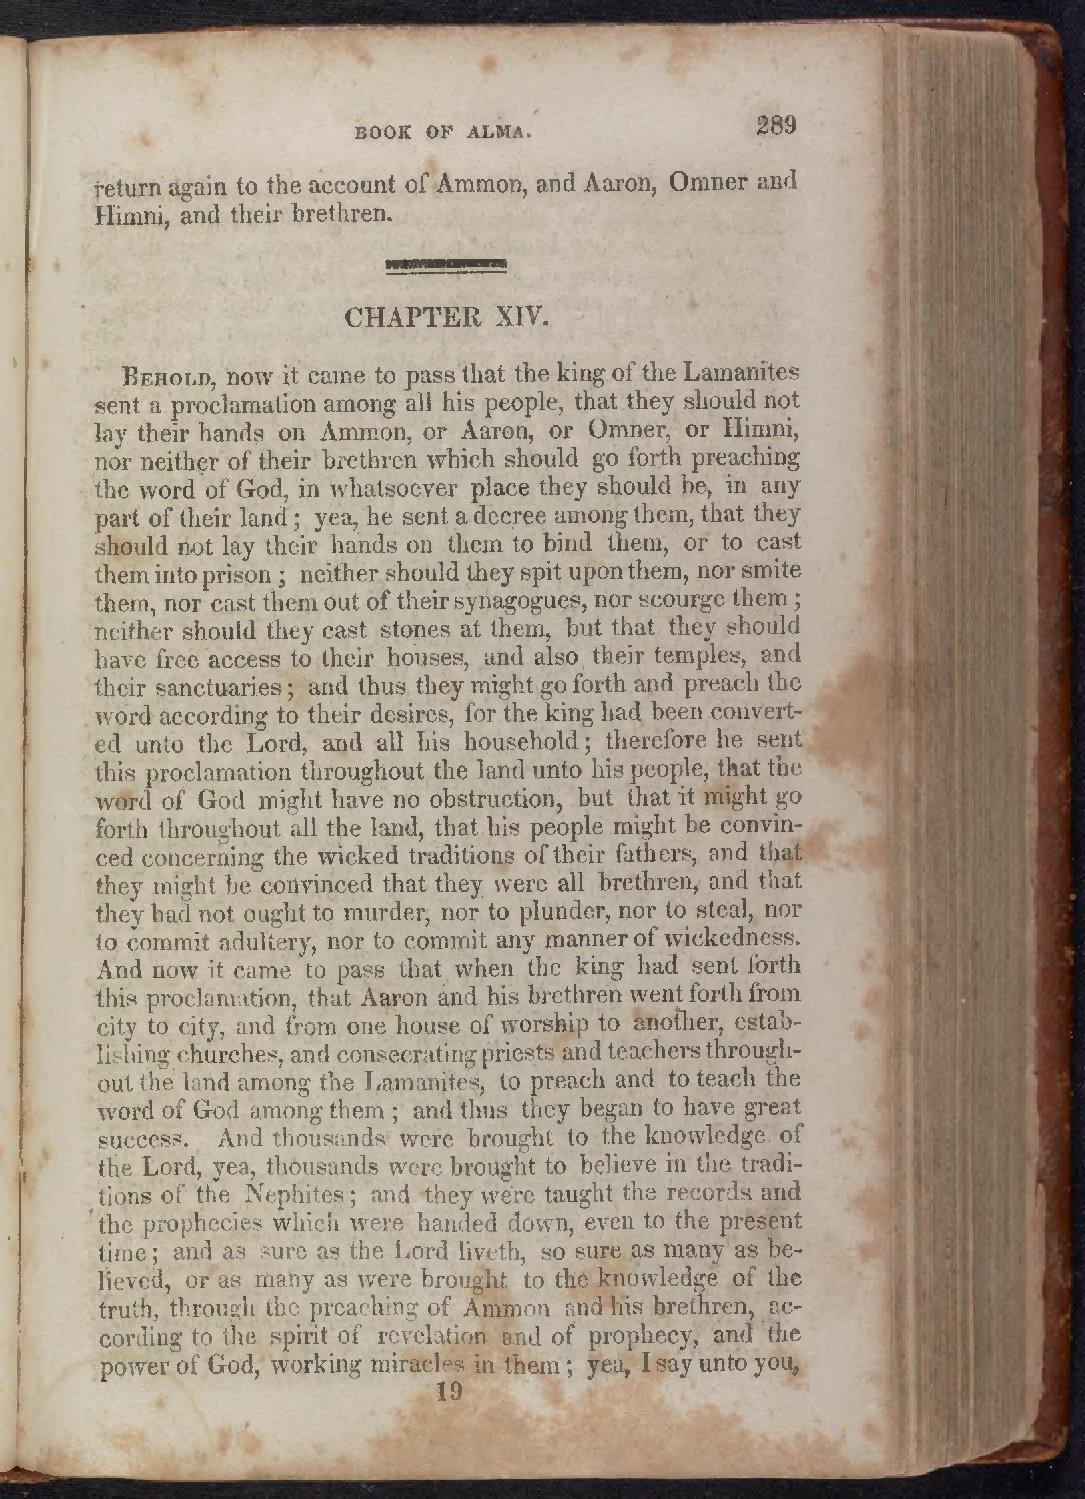 BOOK OF ALMA. 289
return again to the account of Ammon, and Aaron, Omner and
Himni, and their brethren.
CHAPTER XIV.
BEHOLD, now it came to pass that the king of the Lamanites
sent a proclamation among all his people, that they should not
lay their hands on Ammon, or Aaron, or Omner, or Himni,
nor neither of their brethren which should go forth preaching
the word of God, in whatsoever place they should be, in any
part of their land; yea, he sent a decree among them, that they
should not lay their hands on them to bind them, or to cast
them into prison; neither should they spit upon them, nor smite
them, nor cast them out of their synagogues, nor scourge them;
neither should they cast stones at them, but that they should
have free access to their houses, and also their temples, and
their sanctuaries; and thus they might go forth and preach the
word according to their desires, for the king had been convert-
ed unto the Lord, and all his household; therefore he sent
this proclamation throughout the land unto his people, that the
word of God might have no obstruction, but that it might go
forth throughout all the land, that his people might be convin-
ced concerning the wicked traditions of their fathers, and that
they might be convinced that they were all brethren, and that
they had not ought to murder, nor to plunder, nor to steal, nor
to commit adultery, nor to commit any manner of wickedness.
And now it came to pass that when the king had sent forth
this proclamation, that Aaron and his brethren went forth from
city to city, and from one house of worship to another, estab-
lishing churches, and consecrating priests and teachers through-
out the land among the Lamanites, to preach and to teach the
word of God among them; and thus they began to have great
success. And thousands were brought to the knowledge of
the Lord, yea, thousands were brought to believe in the tradi-
tions of the Nephites; and they were taught the records and
the prophecies which were handed down, even to the present
time; and as sure as the Lord liveth, so sure as many as be-
lieved, or as many as were brought to the knowledge of the
truth, through the preaching of Ammon and his brethren, ac-
cording to the spirit of revelation and of prophecy, and the
power of God, working miracles in them; yea, I say unto you,
19